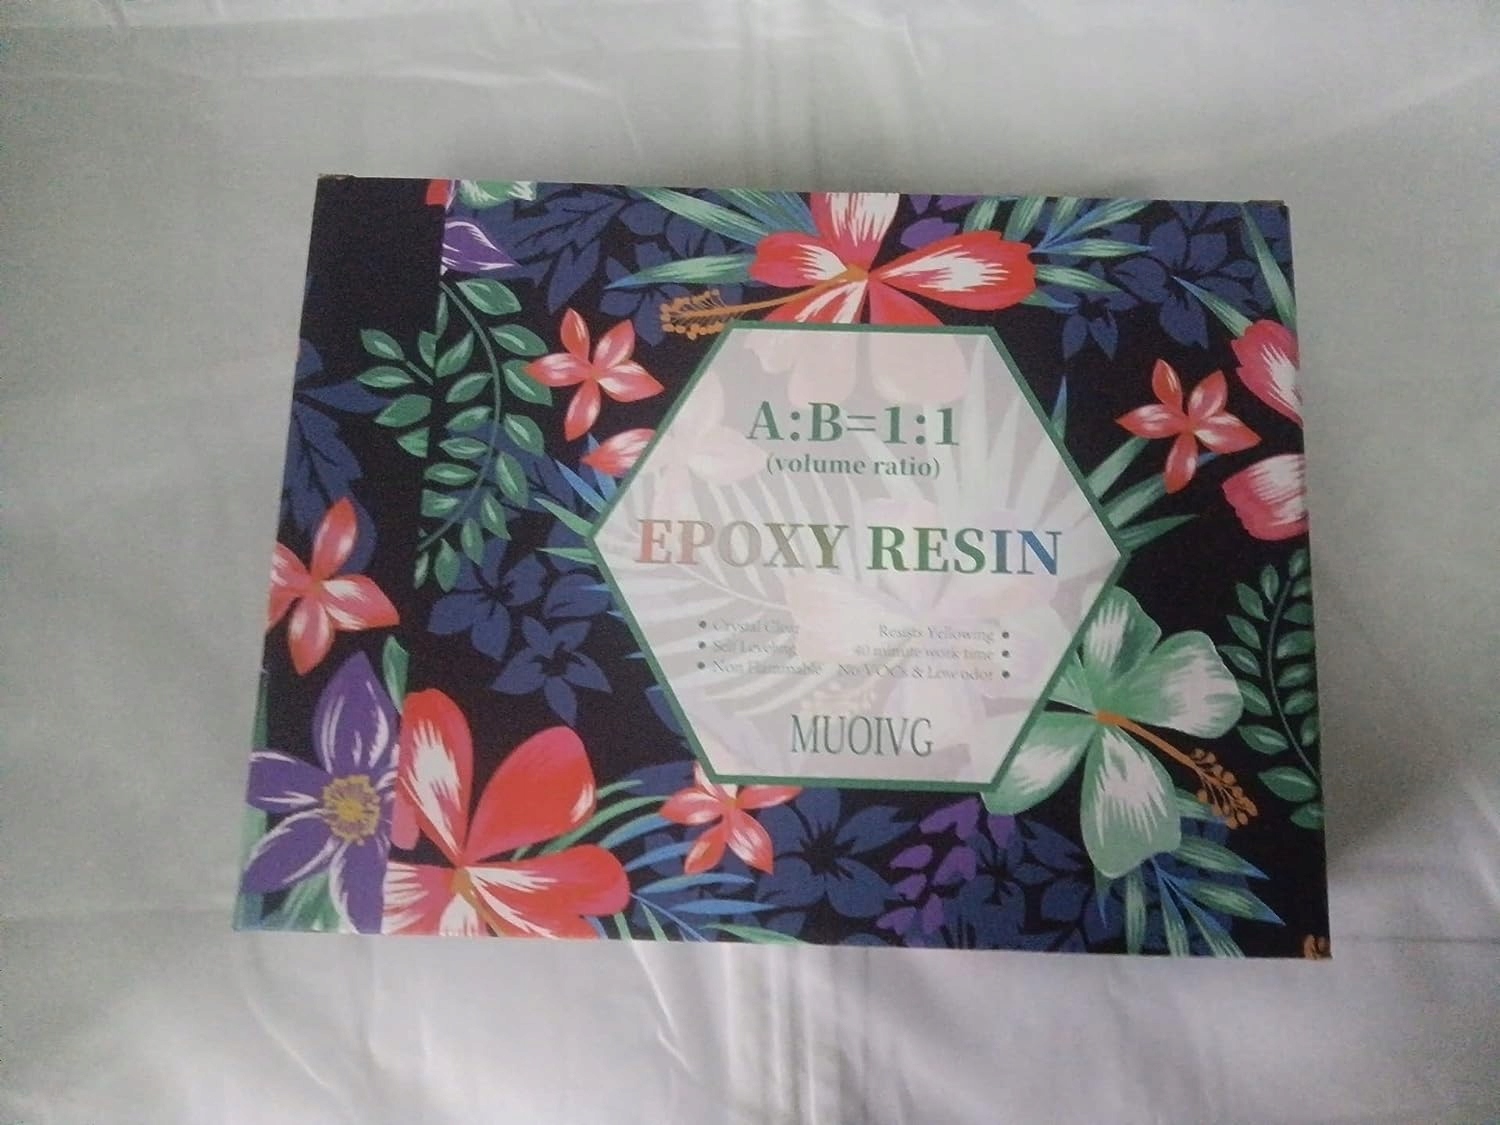 A:B=1:1
(volume ratio)
EPOXY RESIN
• Crystal Clear Resists Yellowing •
• Self Leveling 40 minute work time •
• Non Flammable No VOCs & Low odor •
MUOIVG